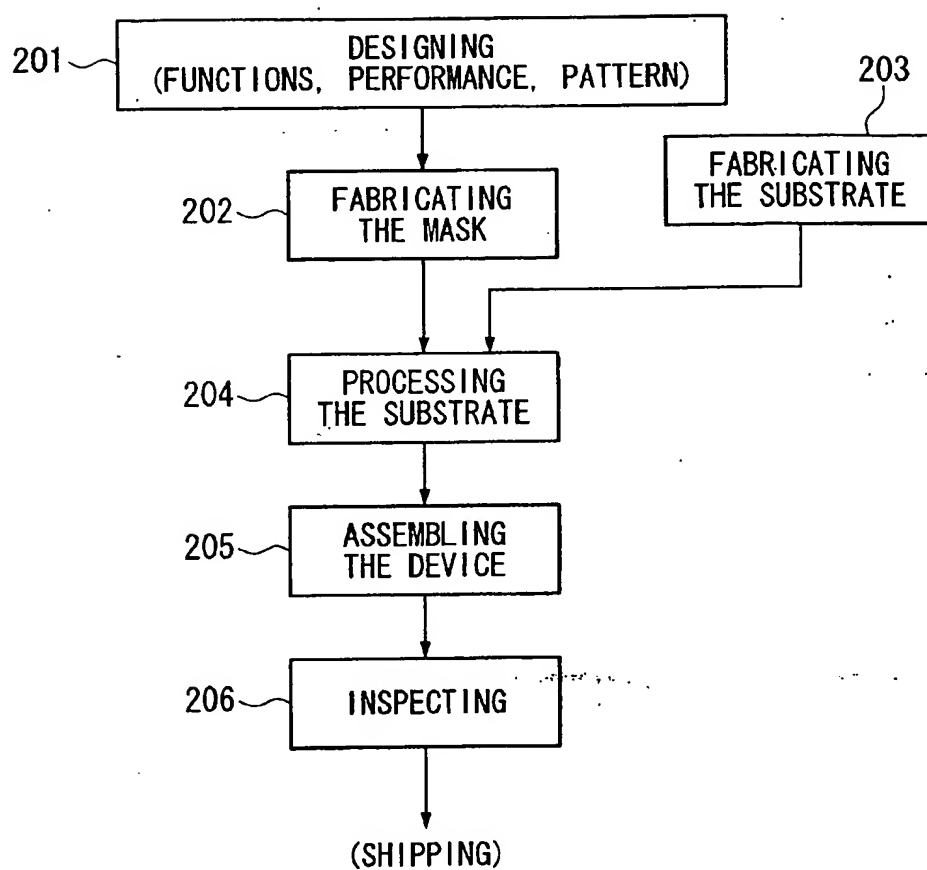 201
DESIGNING
(FUNCTIONS, PERFORMANCE, PATTERN)
203
FABRICATING
THE SUBSTRATE
202
FABRICATING
THE MASK
204
PROCESSING
THE SUBSTRATE
205
ASSEMBLING
THE DEVICE
206
INSPECTING
(SHIPPING)